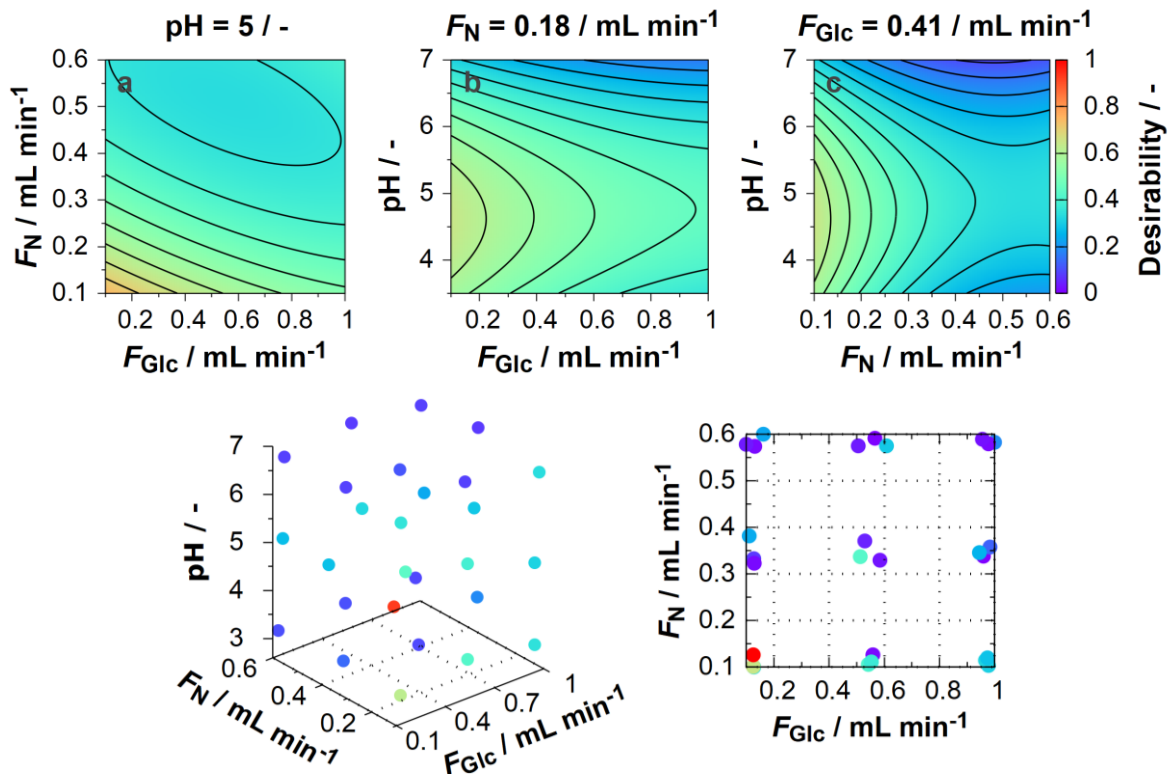 pH = 5 / -
F_N = 0.18 / mL min⁻¹
F_Glc = 0.41 / mL min⁻¹
a
b
c
0.6
0.5
0.4
0.3
0.2
0.1
F_N / mL min⁻¹
0.2 0.4 0.6 0.8 1
F_Glc / mL min⁻¹
7
6
5
4
pH / -
0.2 0.4 0.6 0.8 1
F_Glc / mL min⁻¹
7
6
5
4
pH / -
0.1 0.2 0.3 0.4 0.5 0.6
F_N / mL min⁻¹
1
0.8
0.6
0.4
0.2
0
Desirability / -
7
6
5
4
3
pH / -
0.6
0.4
0.2
F_N / mL min⁻¹
0.1
0.4
0.7
1
F_Glc / mL min⁻¹
0.6
0.5
0.4
0.3
0.2
0.1
F_N / mL min⁻¹
0.2 0.4 0.6 0.8 1
F_Glc / mL min⁻¹